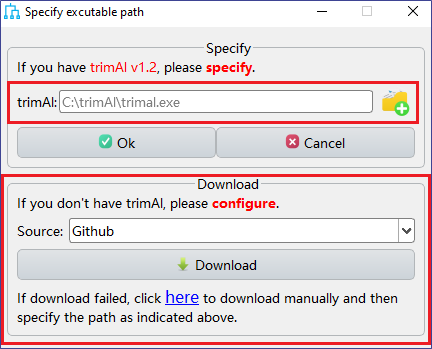 Specify excutable path
Specify
If you have trimAl v1.2, please specify.
trimAl: C:\trimAl\trimal.exe
Ok
Cancel
Download
If you don't have trimAl, please configure.
Source: Github
Download
If download failed, click here to download manually and then
specify the path as indicated above.